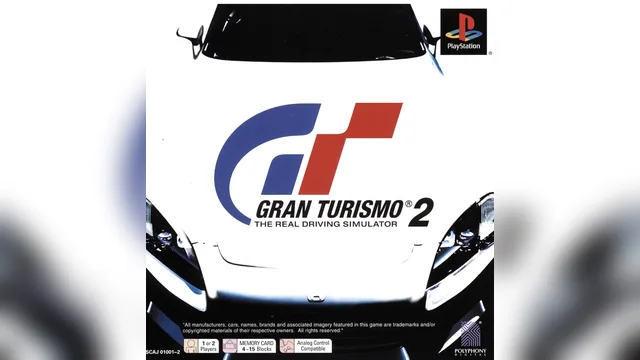 PlayStation
GRAN TURISMO® 2
THE REAL DRIVING SIMULATOR
"All manufacturers, cars, names, brands and associated imagery featured in this game are trademarks and/or
copyrighted materials of their respective owners. All rights reserved."
SCAJ 01001~2
1 or 2
Players
MEMORY CARD
4 - 15 Blocks
Analog Control
Compatible
POLYPHONY
DIGITAL